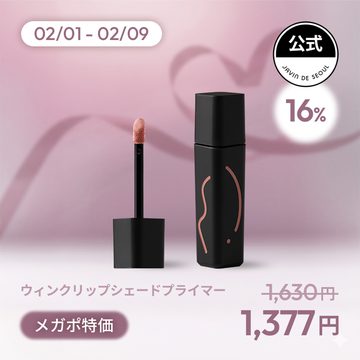 02/01 - 02/09
公式
JAVIN DE SEOUL
16%
ウィンクリップシェードプライマー
1,630円
メガポ特価
1,377円